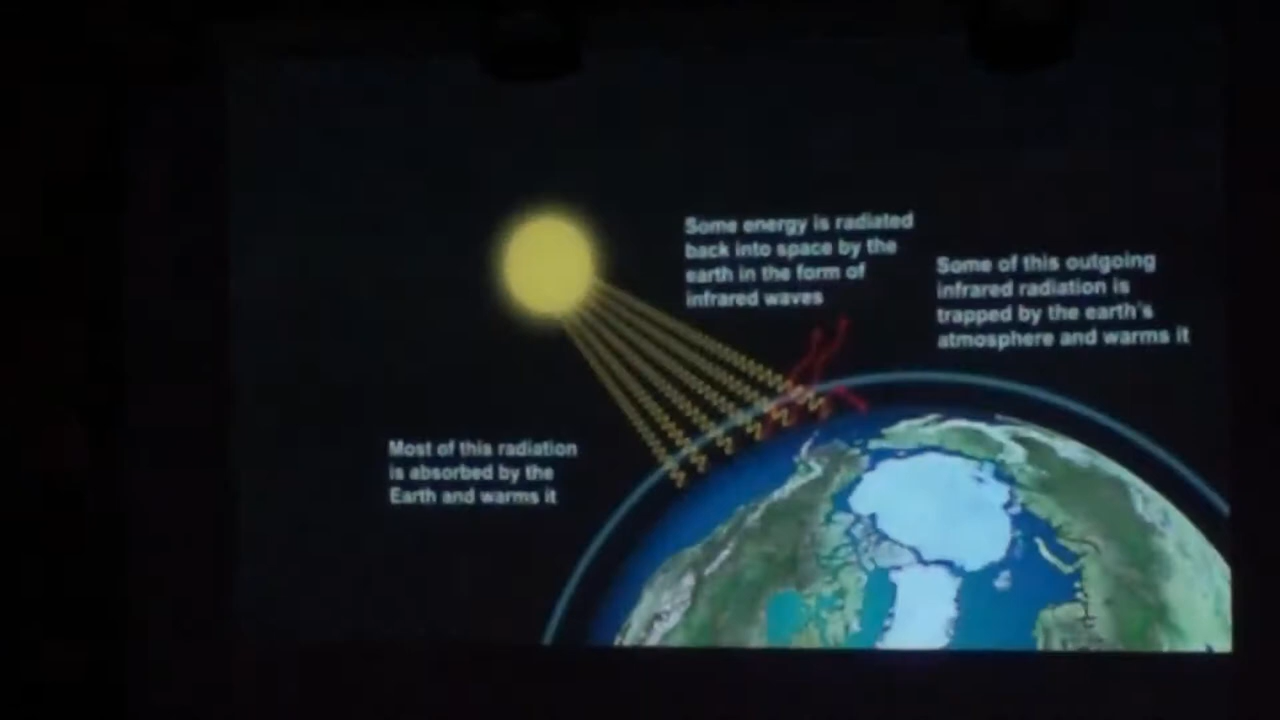 Some energy is radiated
back into space by the
earth in the form of
infrared waves
Some of this outgoing
infrared radiation is
trapped by the earth's
atmosphere and warms it
Most of this radiation
is absorbed by the
Earth and warms it